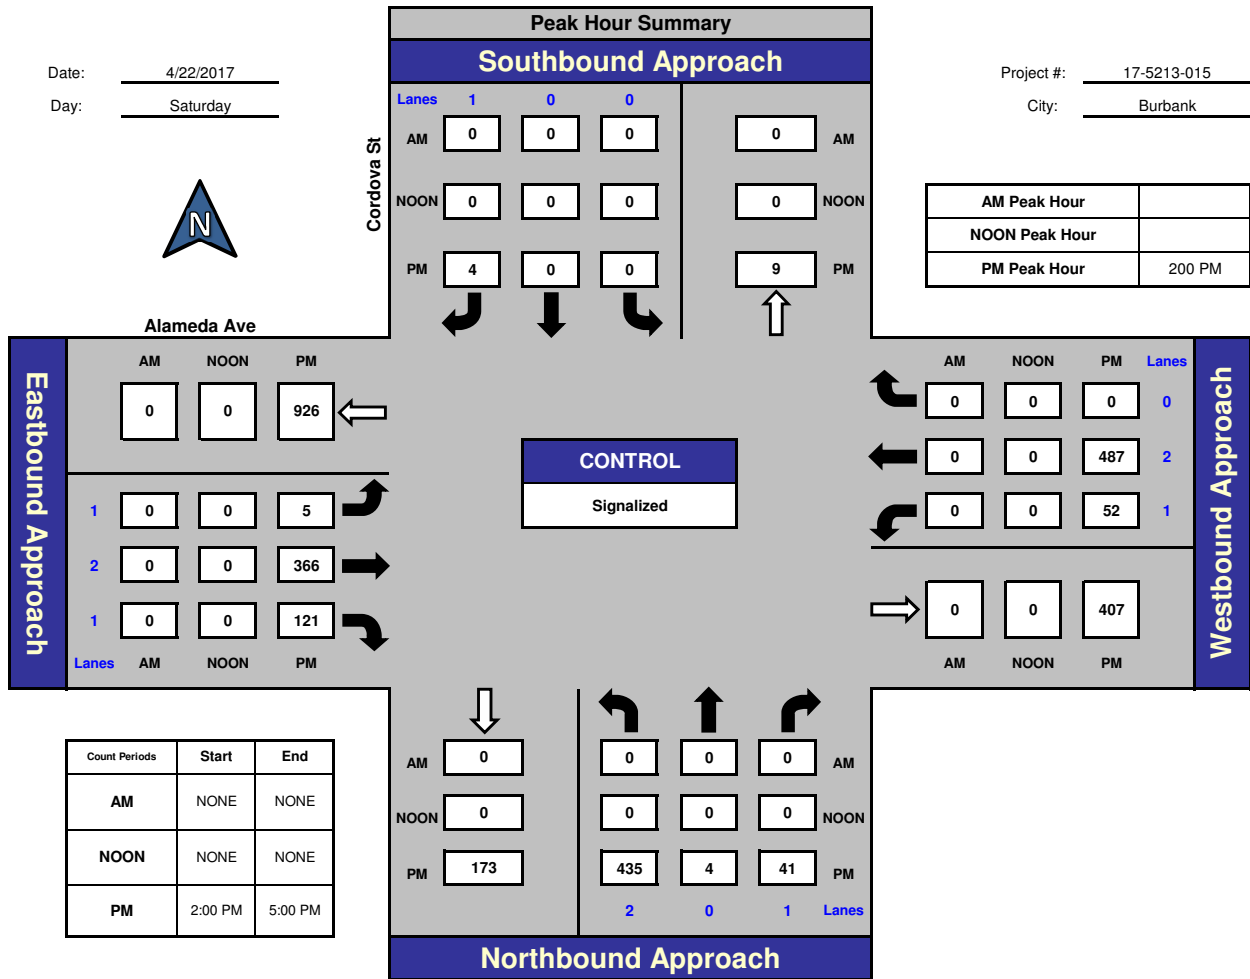 Peak Hour Summary
Southbound Approach
Date: 4/22/2017
Day: Saturday
Project #: 17-5213-015
City: Burbank
N
Cordova St
Lanes 1 0 0
AM 0 0 0 0 AM
NOON 0 0 0 0 NOON
PM 4 0 0 9 PM
AM Peak Hour
NOON Peak Hour
PM Peak Hour 200 PM
Alameda Ave
Eastbound Approach
AM NOON PM
0 0 926
1 0 0 5
2 0 0 366
1 0 0 121
Lanes AM NOON PM
CONTROL
Signalized
AM NOON PM Lanes
0 0 0 0
0 0 487 2
0 0 52 1
0 0 407
AM NOON PM
Westbound Approach
Count Periods Start End
AM NONE NONE
NOON NONE NONE
PM 2:00 PM 5:00 PM
AM 0 0 0 0 AM
NOON 0 0 0 0 NOON
PM 173 435 4 41 PM
2 0 1 Lanes
Northbound Approach